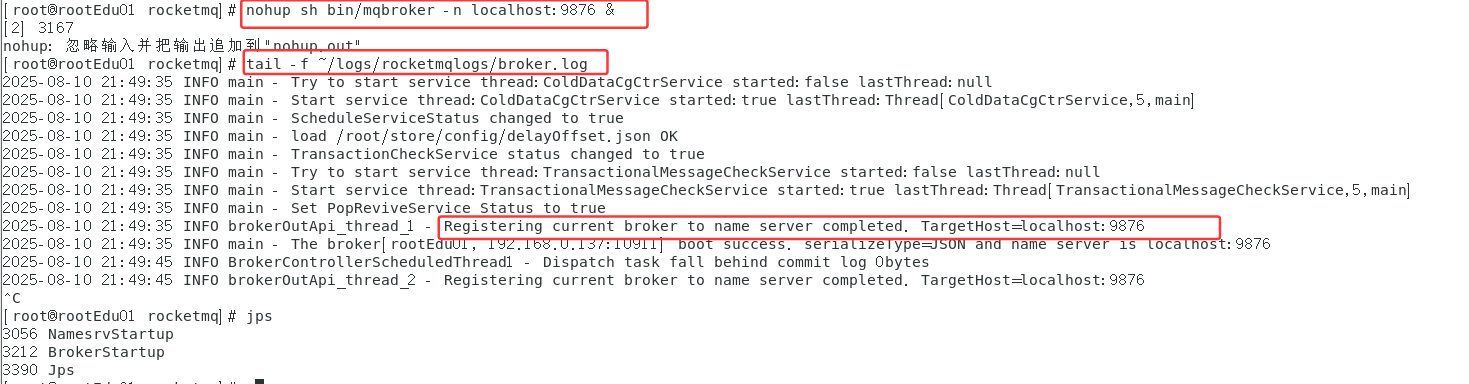 [root@rootEdu01 rocketmq]# nohup sh bin/mqbroker -n localhost:9876 &
[2] 3167
nohup: 忽略输入并把输出追加到"nohup.out"
[root@rootEdu01 rocketmq]# tail -f ~/logs/rocketmqlogs/broker.log
2025-08-10 21:49:35 INFO main - Try to start service thread:ColdDataCgCtrService started:false lastThread:null
2025-08-10 21:49:35 INFO main - Start service thread:ColdDataCgCtrService started:true lastThread:Thread[ColdDataCgCtrService,5,main]
2025-08-10 21:49:35 INFO main - ScheduleServiceStatus changed to true
2025-08-10 21:49:35 INFO main - load /root/store/config/delayOffset.json OK
2025-08-10 21:49:35 INFO main - TransactionCheckService status changed to true
2025-08-10 21:49:35 INFO main - Try to start service thread:TransactionalMessageCheckService started:false lastThread:null
2025-08-10 21:49:35 INFO main - Start service thread:TransactionalMessageCheckService started:true lastThread:Thread[TransactionalMessageCheckService,5,main]
2025-08-10 21:49:35 INFO main - Set PopReviveService Status to true
2025-08-10 21:49:35 INFO brokerOutApi_thread_1 - Registering current broker to name server completed. TargetHost=localhost:9876
2025-08-10 21:49:35 INFO main - The broker[rootEdu01, 192.168.0.137:10911] boot success. serializeType=JSON and name server is localhost:9876
2025-08-10 21:49:45 INFO BrokerControllerScheduledThread1 - Dispatch task fall behind commit log 0bytes
2025-08-10 21:49:45 INFO brokerOutApi_thread_2 - Registering current broker to name server completed. TargetHost=localhost:9876
^C
[root@rootEdu01 rocketmq]# jps
3056 NamesrvStartup
3212 BrokerStartup
3390 Jps